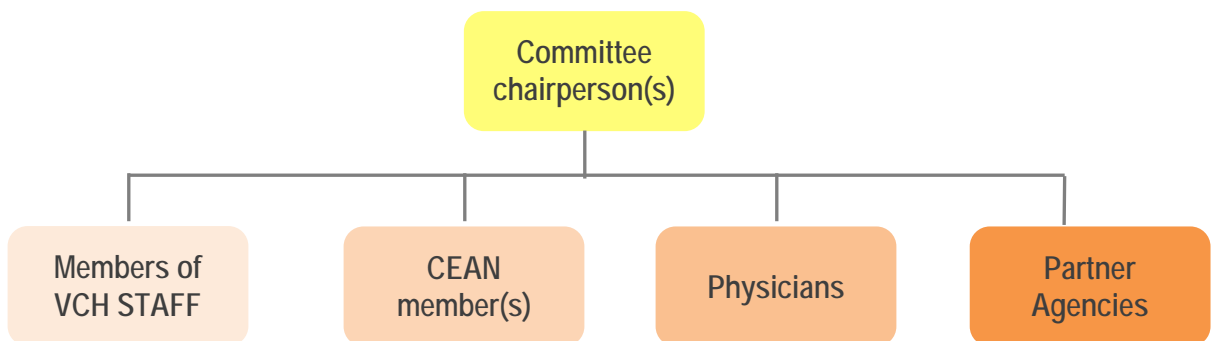 Committee
chairperson(s)
Members of
VCH STAFF
CEAN
member(s)
Physicians
Partner
Agencies